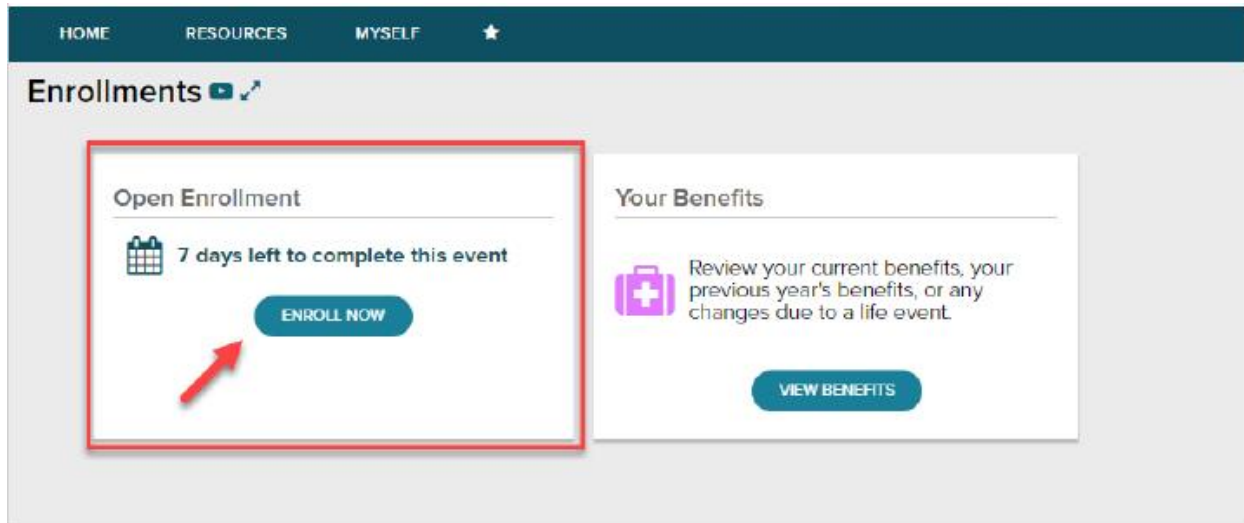 HOME RESOURCES MYSELF
Enrollments
Open Enrollment
7 days left to complete this event
ENROLL NOW
Your Benefits
Review your current benefits, your
previous year's benefits, or any
changes due to a life event.
VIEW BENEFITS